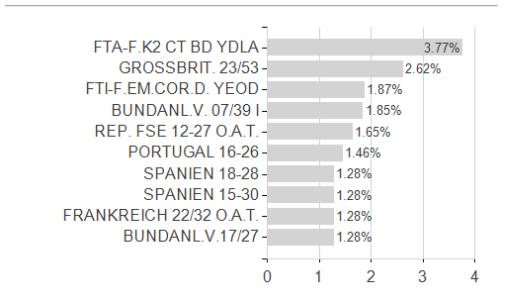 FTA-F.K2 CT BD YDLA 3.77%
GROSSBRIT. 23/53 2.62%
FTI-F.EM.COR.D. YEOD 1.87%
BUNDANL.V. 07/39 I 1.85%
REP. FSE 12-27 O.A.T. 1.65%
PORTUGAL 16-26 1.46%
SPANIEN 18-28 1.28%
SPANIEN 15-30 1.28%
FRANKREICH 22/32 O.A.T. 1.28%
BUNDANL.V.17/27 1.28%
0 1 2 3 4